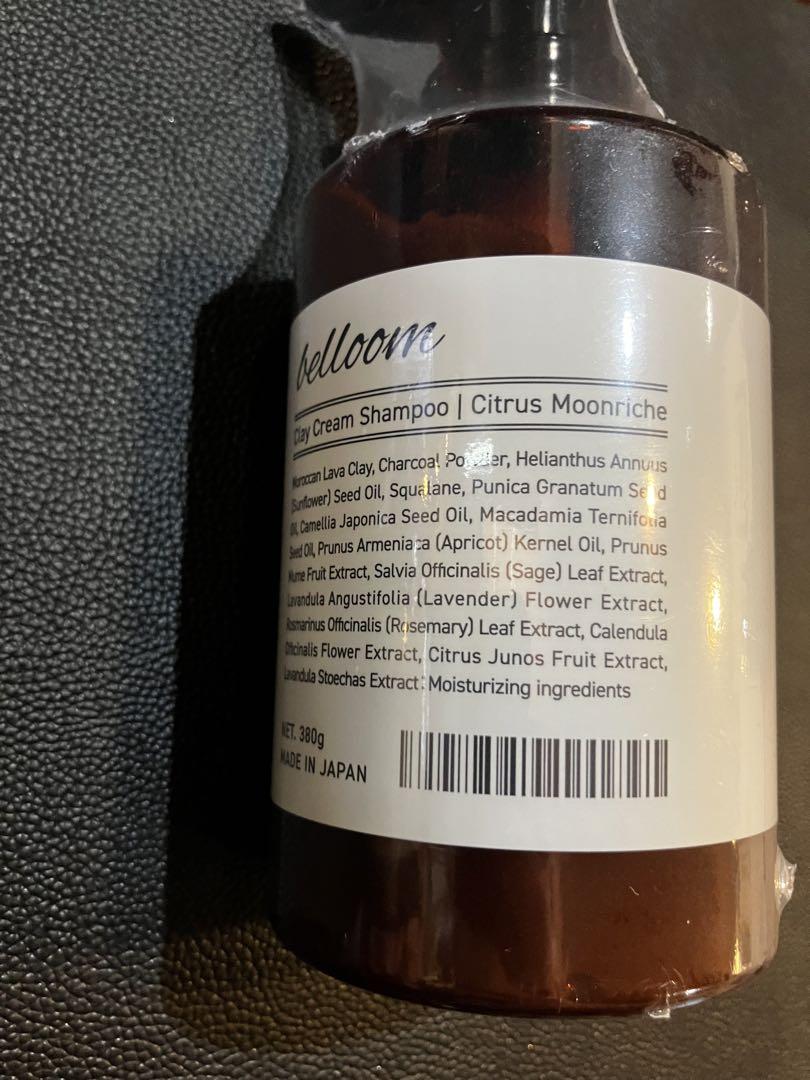 belloom
Clay Cream Shampoo | Citrus Moonriche
Moroccan Lava Clay, Charcoal Powder, Helianthus Annuus
(Sunflower) Seed Oil, Squalane, Punica Granatum Seed
Oil, Camellia Japonica Seed Oil, Macadamia Ternifolia
Seed Oil, Prunus Armeniaca (Apricot) Kernel Oil, Prunus
Mume Fruit Extract, Salvia Officinalis (Sage) Leaf Extract,
Lavandula Angustifolia (Lavender) Flower Extract,
Rosmarinus Officinalis (Rosemary) Leaf Extract, Calendula
Officinalis Flower Extract, Citrus Junos Fruit Extract,
Lavandula Stoechas Extract: Moisturizing ingredients
NET. 380g
MADE IN JAPAN